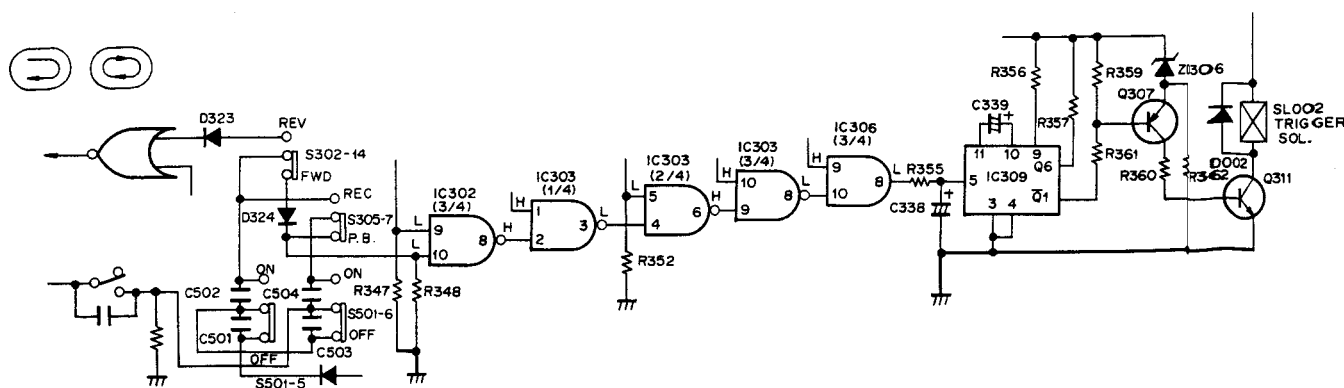 D323
REV
S302-14
FWD
REC
D324
S305-7
P.B.
ON
ON
C502
C504
S501-6
C501
OFF
OFF
C503
S501-5
R347
R348
L
L
9
10
IC302
(3/4)
8
H
H
1
2
IC303
(1/4)
3
L
L
5
4
IC303
(2/4)
6
R352
H
H
10
9
IC303
(3/4)
8
L
H
9
10
IC306
(3/4)
8
L
R355
C338
+
C339
+
R356
R357
11
10
9
Q6
5
IC309
Q̅1
3
4
R359
R361
Q307
ZD306
R360
Q311
SL002
TRIGGER
SOL.